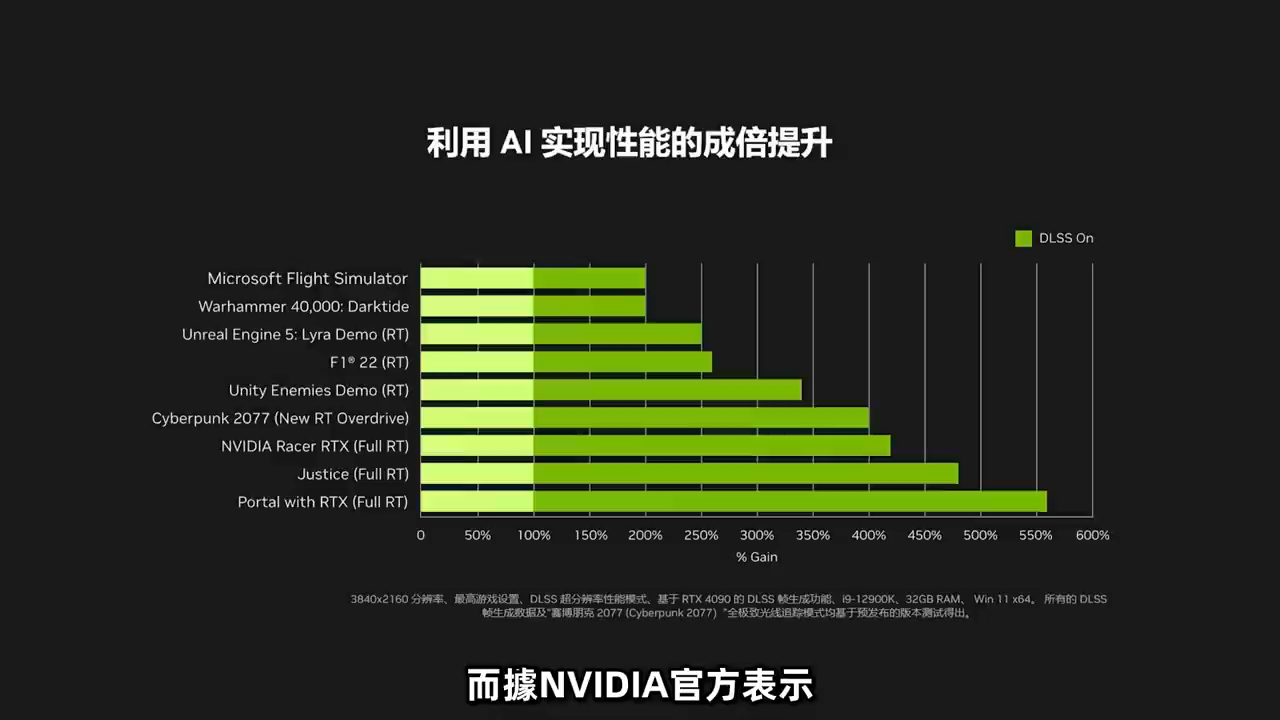 利用 AI 实现性能的成倍提升
DLSS On
Microsoft Flight Simulator
Warhammer 40,000: Darktide
Unreal Engine 5: Lyra Demo (RT)
F1® 22 (RT)
Unity Enemies Demo (RT)
Cyberpunk 2077 (New RT Overdrive)
NVIDIA Racer RTX (Full RT)
Justice (Full RT)
Portal with RTX (Full RT)
0 50% 100% 150% 200% 250% 300% 350% 400% 450% 500% 550% 600%
% Gain
3840x2160 分辨率、最高游戏设置、DLSS 超分辨率性能模式、基于 RTX 4090 的 DLSS 帧生成功能、i9-12900K、32GB RAM、 Win 11 x64。 所有的 DLSS
帧生成数据及"赛博朋克 2077 (Cyberpunk 2077) "全极致光线追踪模式均基于预发布的版本测试得出。
而據NVIDIA官方表示